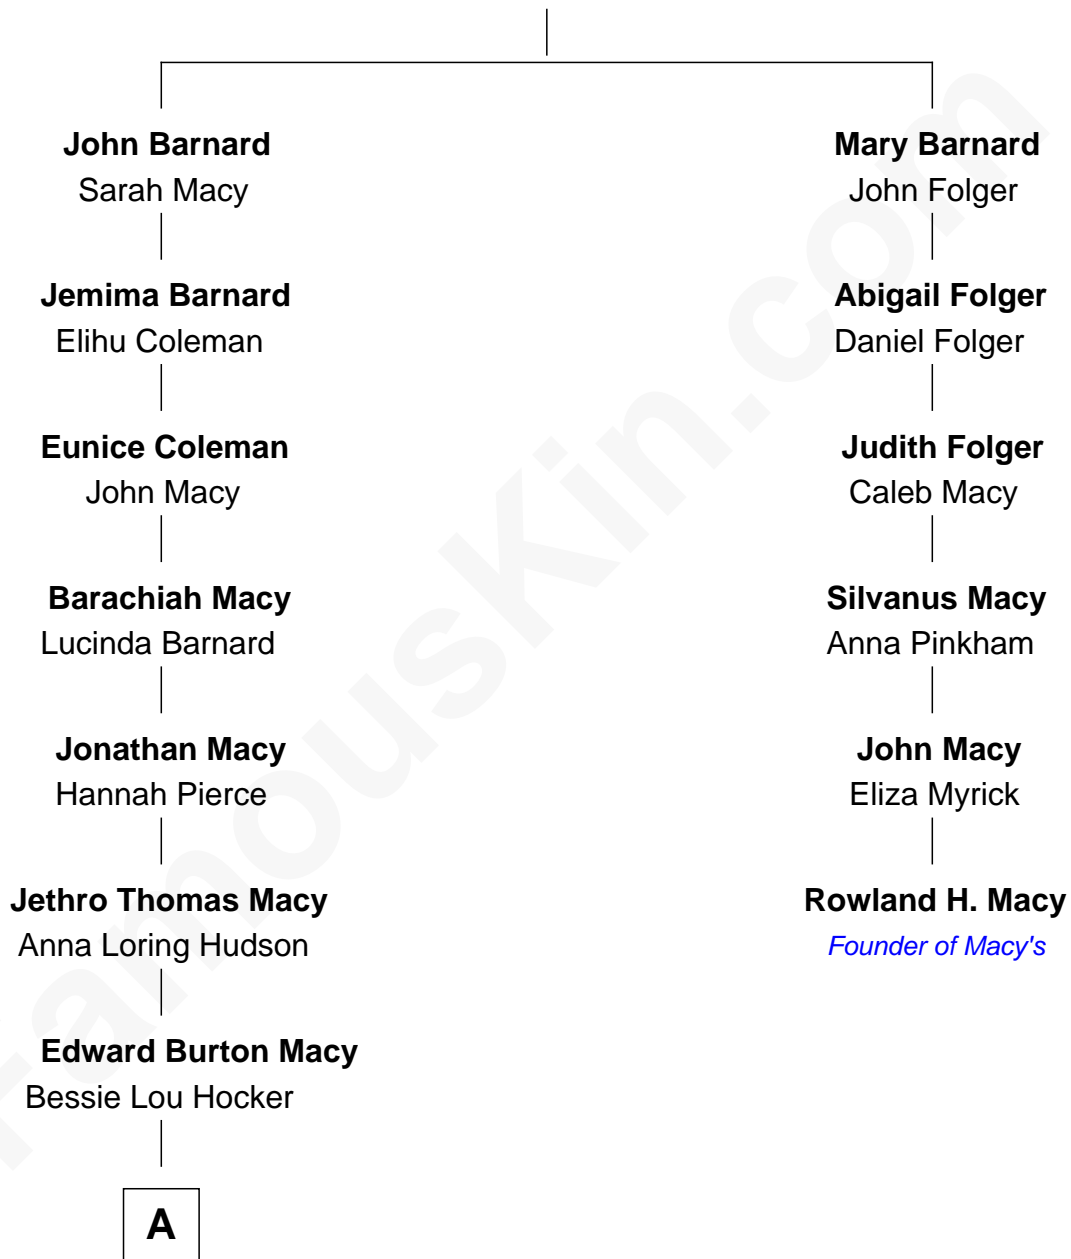 John Barnard
Sarah Macy
Jemima Barnard
Elihu Coleman
Eunice Coleman
John Macy
Barachiah Macy
Lucinda Barnard
Jonathan Macy
Hannah Pierce
Jethro Thomas Macy
Anna Loring Hudson
Edward Burton Macy
Bessie Lou Hocker
A
Mary Barnard
John Folger
Abigail Folger
Daniel Folger
Judith Folger
Caleb Macy
Silvanus Macy
Anna Pinkham
John Macy
Eliza Myrick
Rowland H. Macy
Founder of Macy's
FamousKin.com